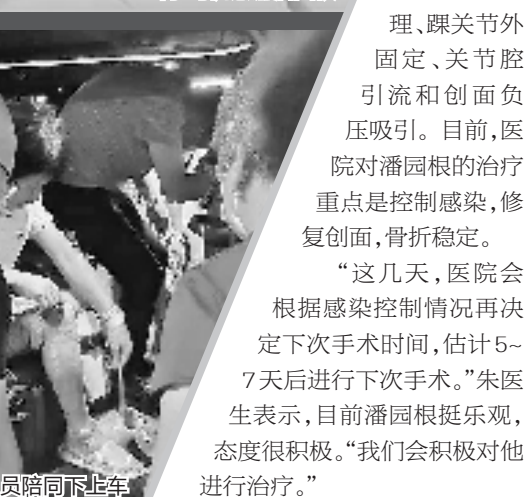 理、踝关节外
固定、关节腔
引流和创面负
压吸引。目前,医
院对潘园根的治疗
重点是控制感染,修
复创面,骨折稳定。
“这几天,医院会
根据感染控制情况再决
定下次手术时间,估计5~
7天后进行下次手术。”朱医
生表示,目前潘园根挺乐观,
态度很积极。“我们会积极对他
进行治疗。”
员陪同下上车